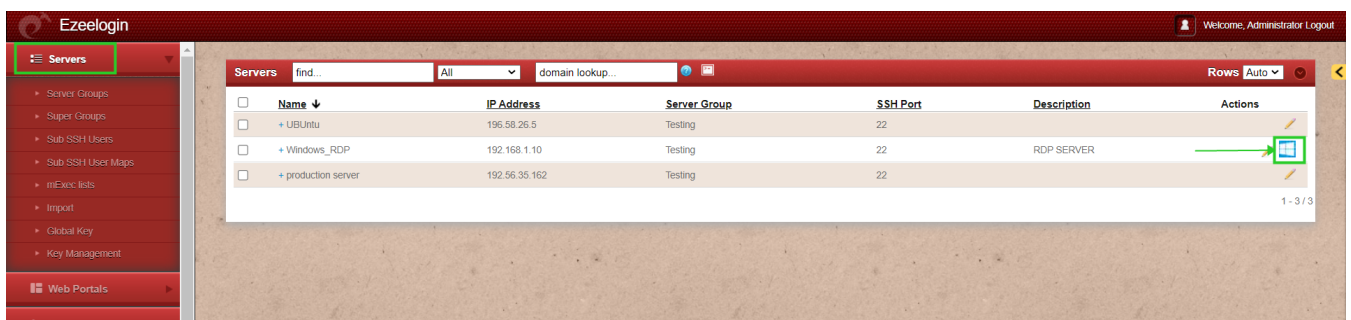 Ezeelogin
Welcome, Administrator Logout
Servers
Server Groups
Super Groups
Sub SSH Users
Sub SSH User Maps
mExec lists
Import
Global Key
Key Management
Web Portals
Servers find... All domain lookup... Rows Auto
Name IP Address Server Group SSH Port Description Actions
+ UBUntu 196.58.26.5 Testing 22
+ Windows_RDP 192.168.1.10 Testing 22 RDP SERVER
+ production server 192.56.35.162 Testing 22
1 - 3 / 3